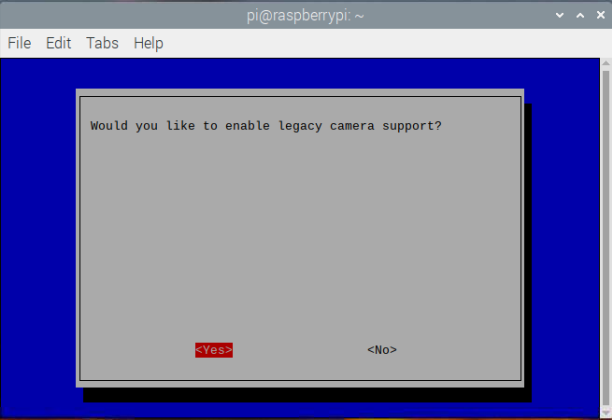 pi@raspberrypi: ~
File Edit Tabs Help
Would you like to enable legacy camera support?
<Yes> <No>